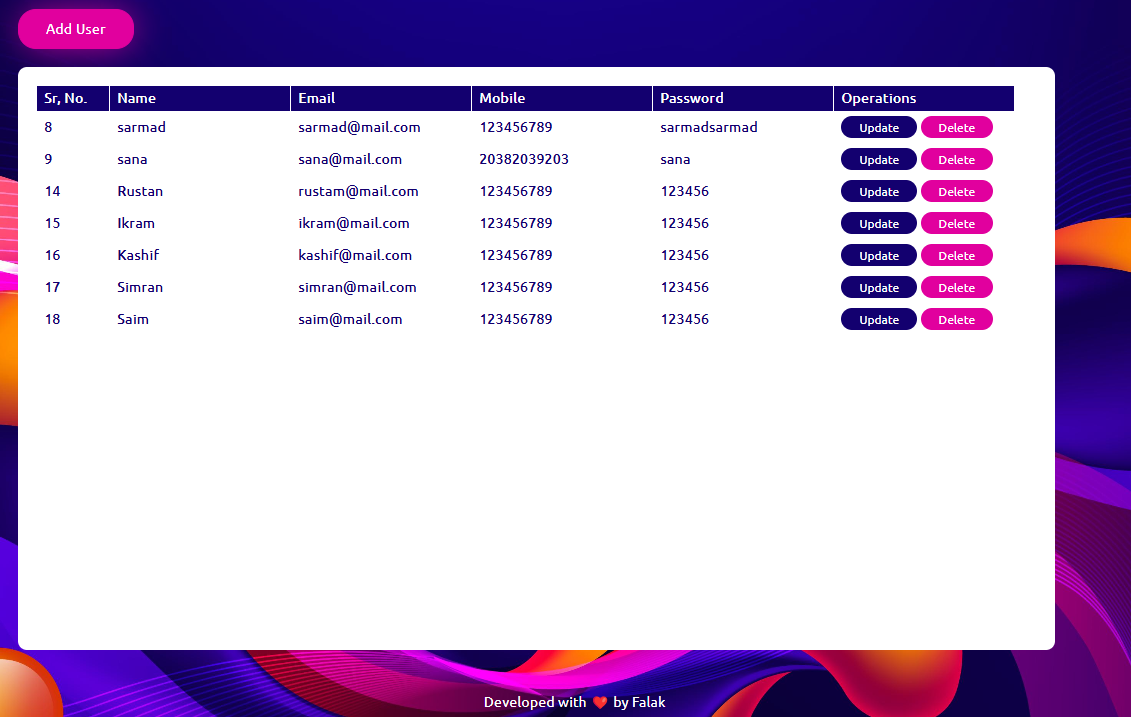 Add User
Sr, No. Name Email Mobile Password Operations
8 sarmad sarmad@mail.com 123456789 sarmadsarmad Update Delete
9 sana sana@mail.com 20382039203 sana Update Delete
14 Rustan rustam@mail.com 123456789 123456 Update Delete
15 Ikram ikram@mail.com 123456789 123456 Update Delete
16 Kashif kashif@mail.com 123456789 123456 Update Delete
17 Simran simran@mail.com 123456789 123456 Update Delete
18 Saim saim@mail.com 123456789 123456 Update Delete
Developed with ❤️ by Falak